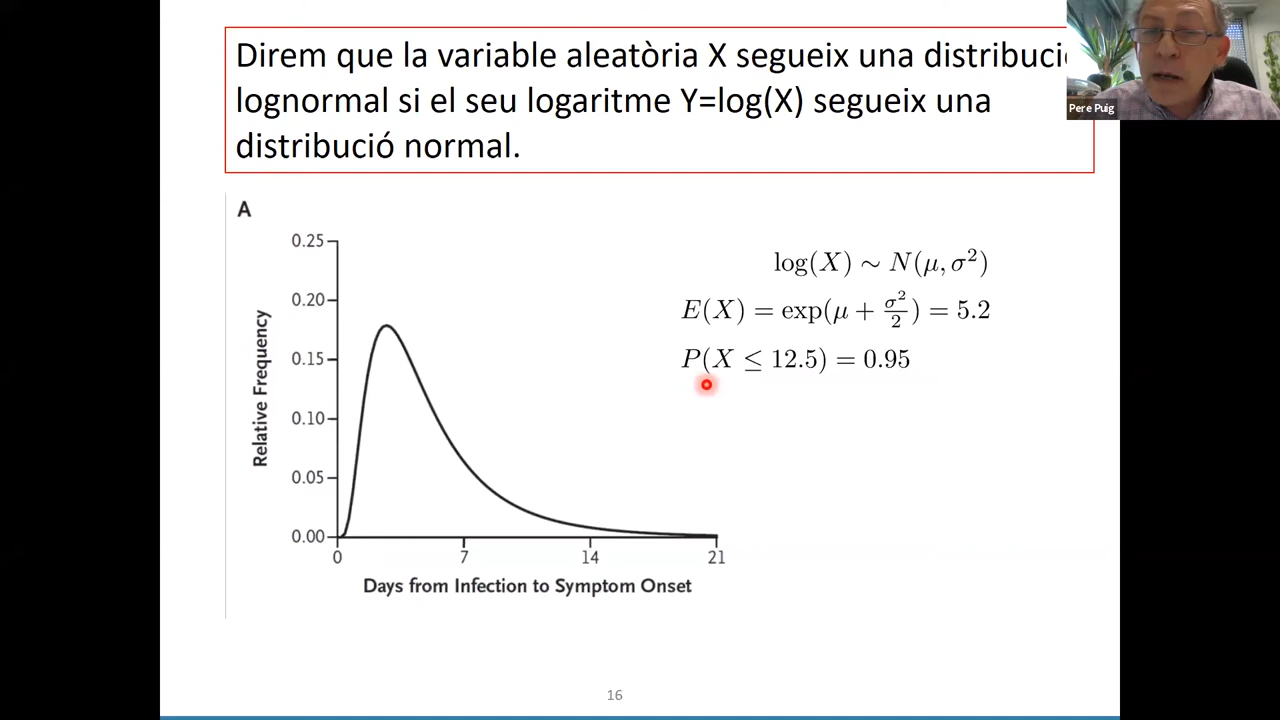 Direm que la variable aleatòria X segueix una distribució
lognormal si el seu logaritme Y=log(X) segueix una
distribució normal.
Pere Puig
A
0.25
0.20
0.15
0.10
0.05
0.00
Relative Frequency
0 7 14 21
Days from Infection to Symptom Onset
log(X) ∼ N(μ, σ²)
E(X) = exp(μ + σ²/2) = 5.2
P(X ≤ 12.5) = 0.95
16